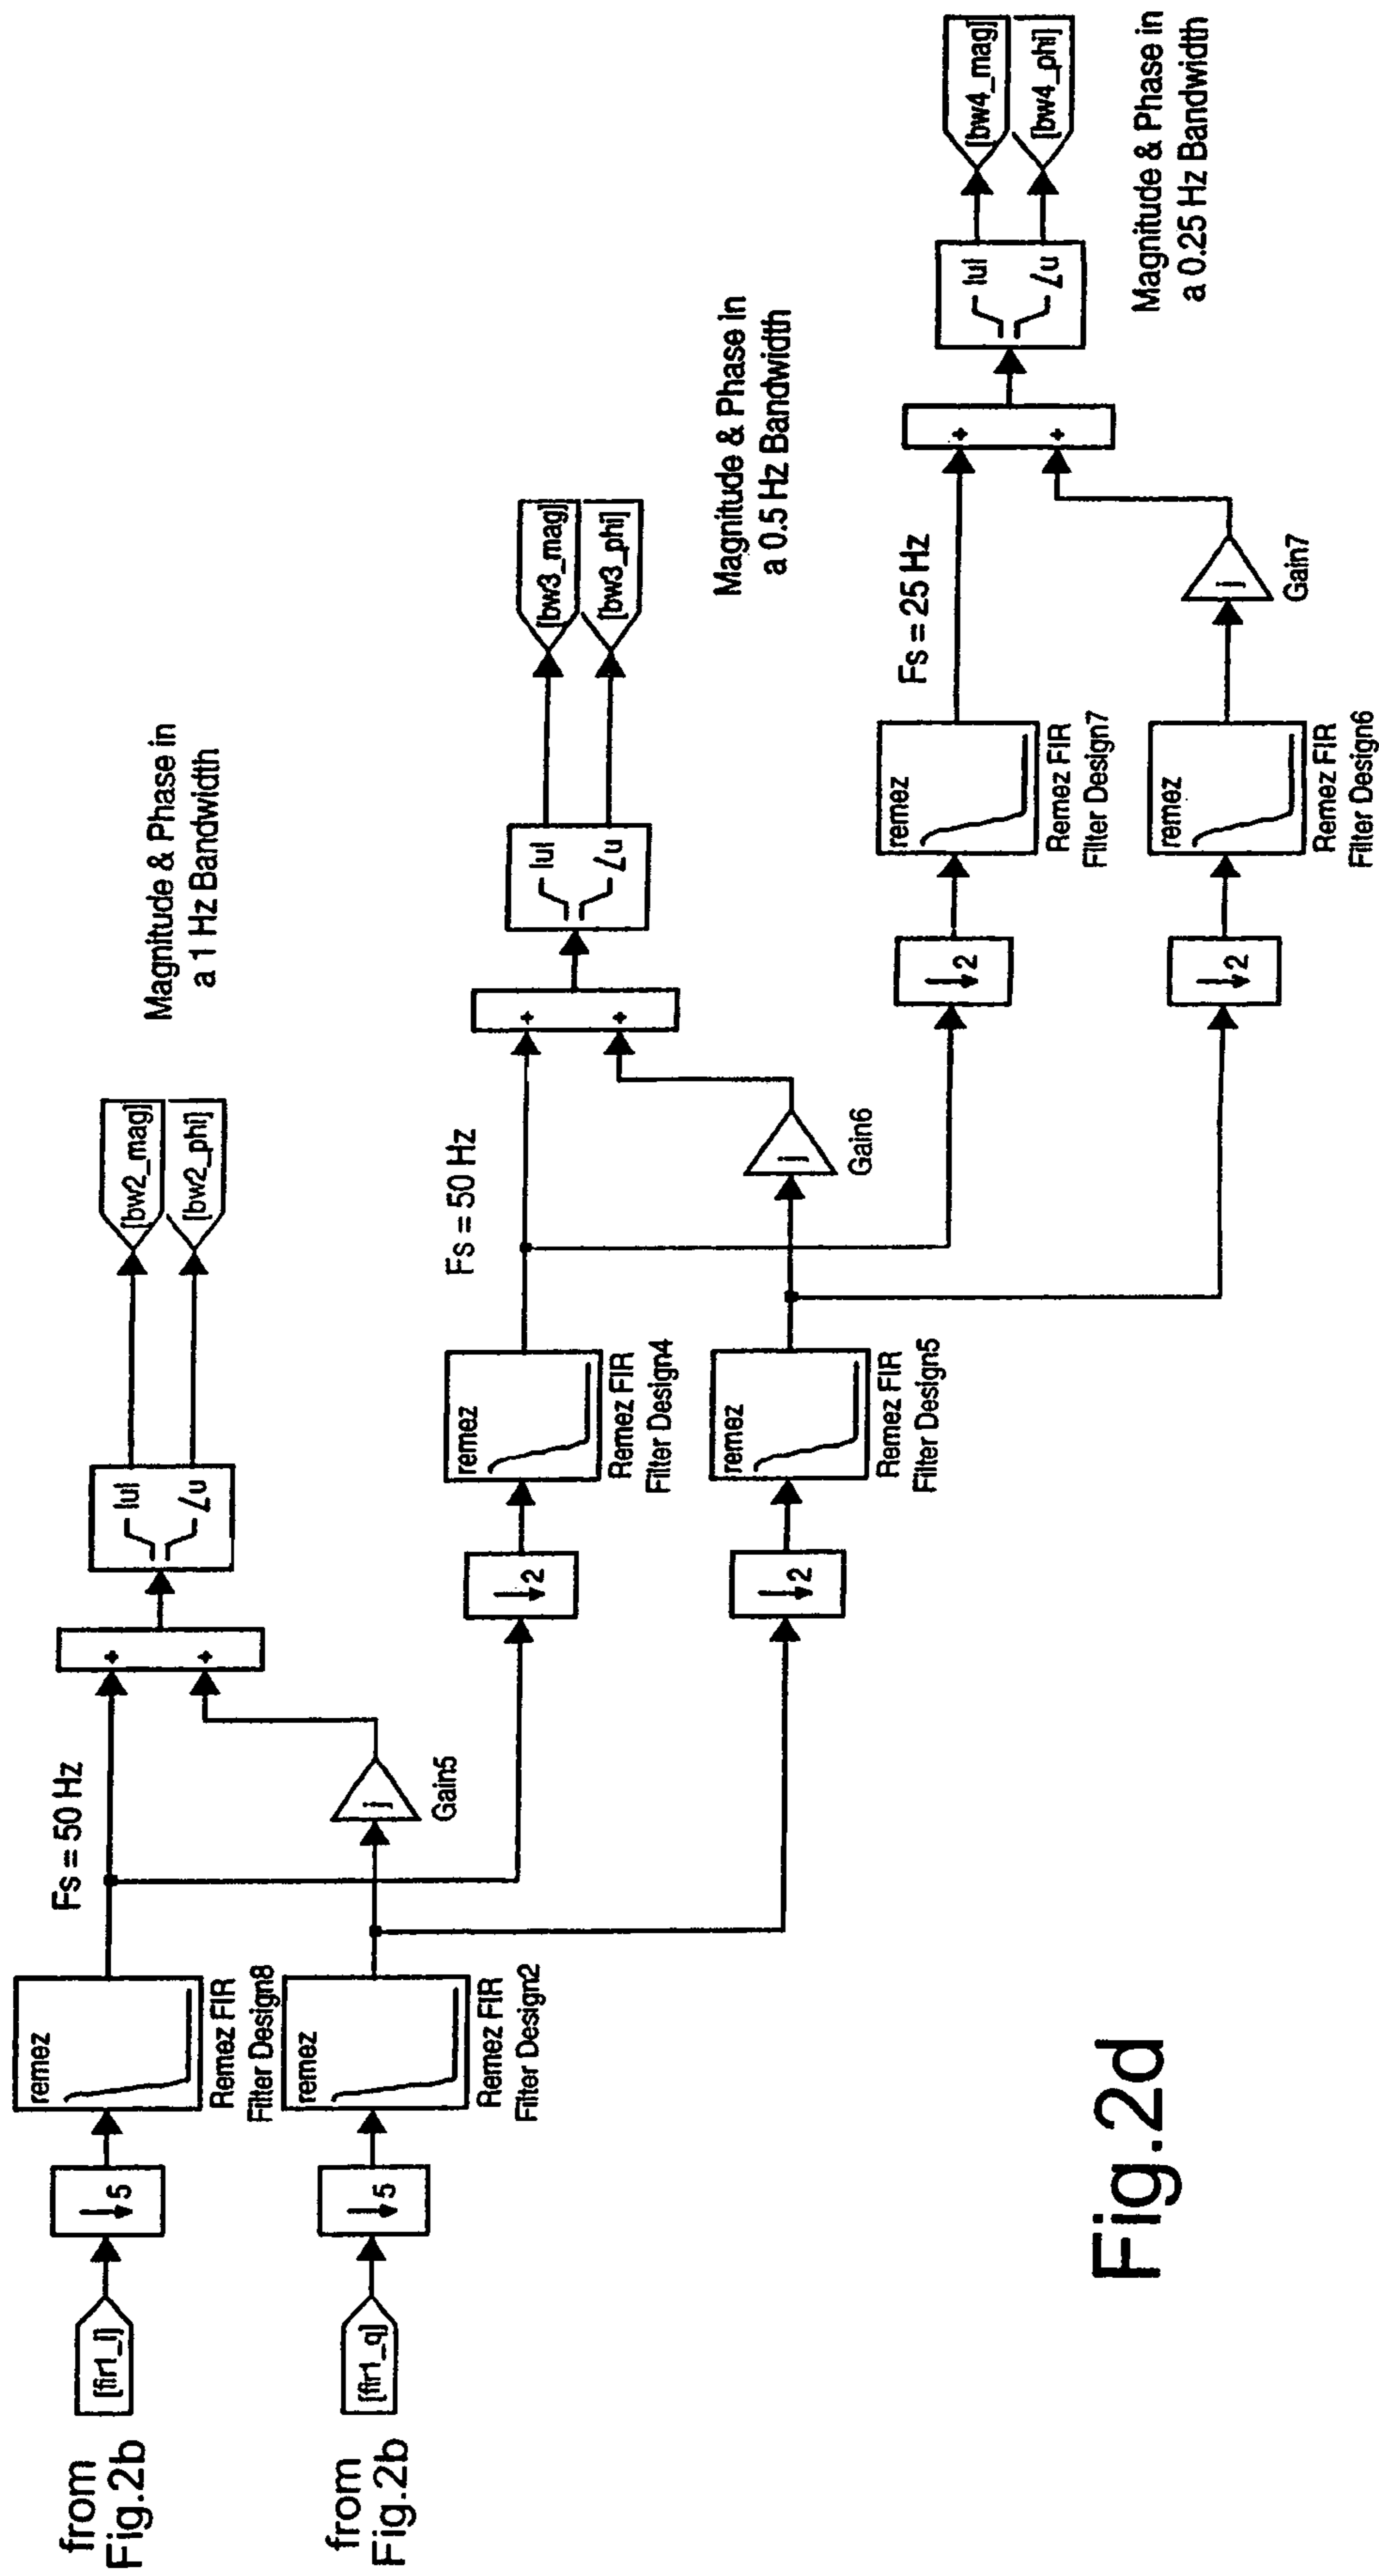 from
Fig.2b
[fir1_i]
↓5
remez
Remez FIR
Filter Design8
Fs = 50 Hz
+
+
|u|
∠u
[bw2_mag]
[bw2_phi]
Magnitude & Phase in
a 1 Hz Bandwidth
from
Fig.2b
[fir1_q]
↓5
remez
Remez FIR
Filter Design2
j
Gain5
↓2
remez
Remez FIR
Filter Design4
Fs = 50 Hz
+
+
|u|
∠u
[bw3_mag]
[bw3_phi]
Magnitude & Phase in
a 0.5 Hz Bandwidth
↓2
remez
Remez FIR
Filter Design5
j
Gain6
↓2
remez
Remez FIR
Filter Design7
Fs = 25 Hz
+
+
|u|
∠u
[bw4_mag]
[bw4_phi]
Magnitude & Phase in
a 0.25 Hz Bandwidth
↓2
remez
Remez FIR
Filter Design6
j
Gain7
Fig.2d